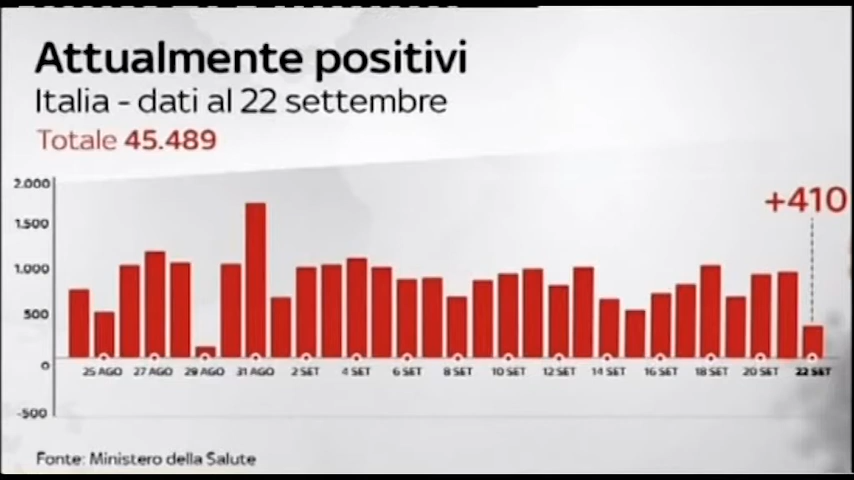 Attualmente positivi
Italia - dati al 22 settembre
Totale 45.489
2.000
+410
1.500
1.000
500
0
25 AGO 27 AGO 29 AGO 31 AGO 2 SET 4 SET 6 SET 8 SET 10 SET 12 SET 14 SET 16 SET 18 SET 20 SET 22 SET
-500
Fonte: Ministero della Salute